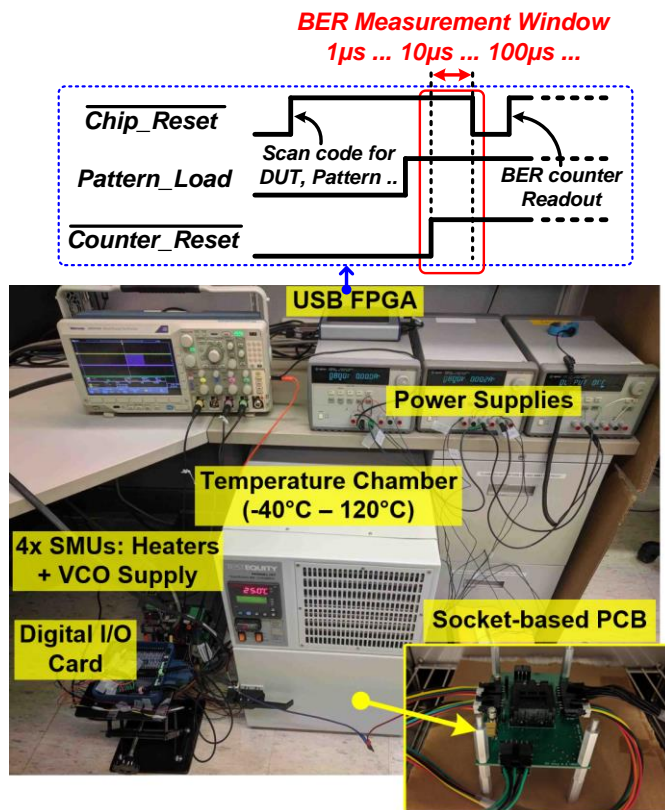 BER Measurement Window
1µs ... 10µs ... 100µs ...
Chip_Reset
Scan code for
DUT, Pattern ..
BER counter
Readout
Pattern_Load
Counter_Reset
USB FPGA
Power Supplies
Temperature Chamber
(-40°C – 120°C)
4x SMUs: Heaters
+ VCO Supply
25.0°C
Digital I/O
Card
Socket-based PCB